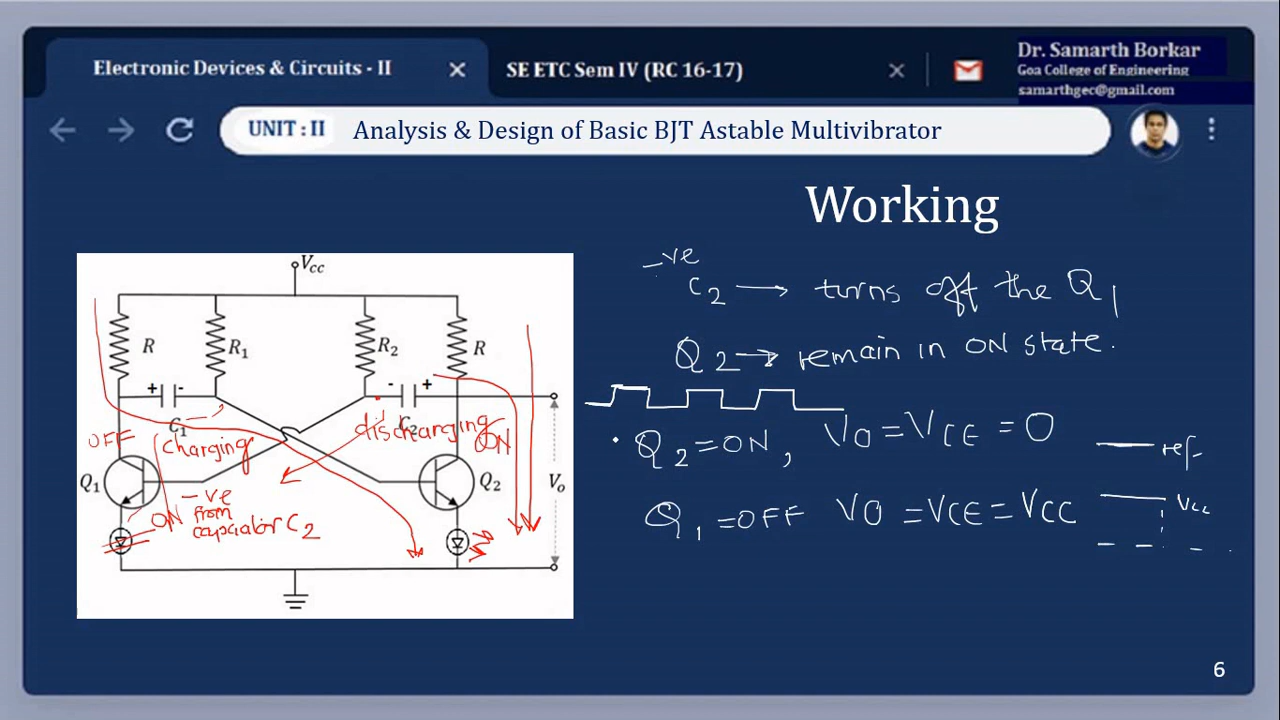 Electronic Devices & Circuits - II
SE ETC Sem IV (RC 16-17)
Dr. Samarth Borkar
Goa College of Engineering
samarthgec@gmail.com
UNIT : II
Analysis & Design of Basic BJT Astable Multivibrator
Working
-ve
C2 → turns off the Q1
Q2 → remain in ON state.
Q2 = ON, VO = VCE = 0
ref
Q1 = OFF VO = VCE = VCC
VCC
Vcc
R
R1
R2
R
+ -
- +
C1
C2
OFF
charging
discharging
ON
Q1
Q2
Vo
ON
-ve
from
capciator C2
6